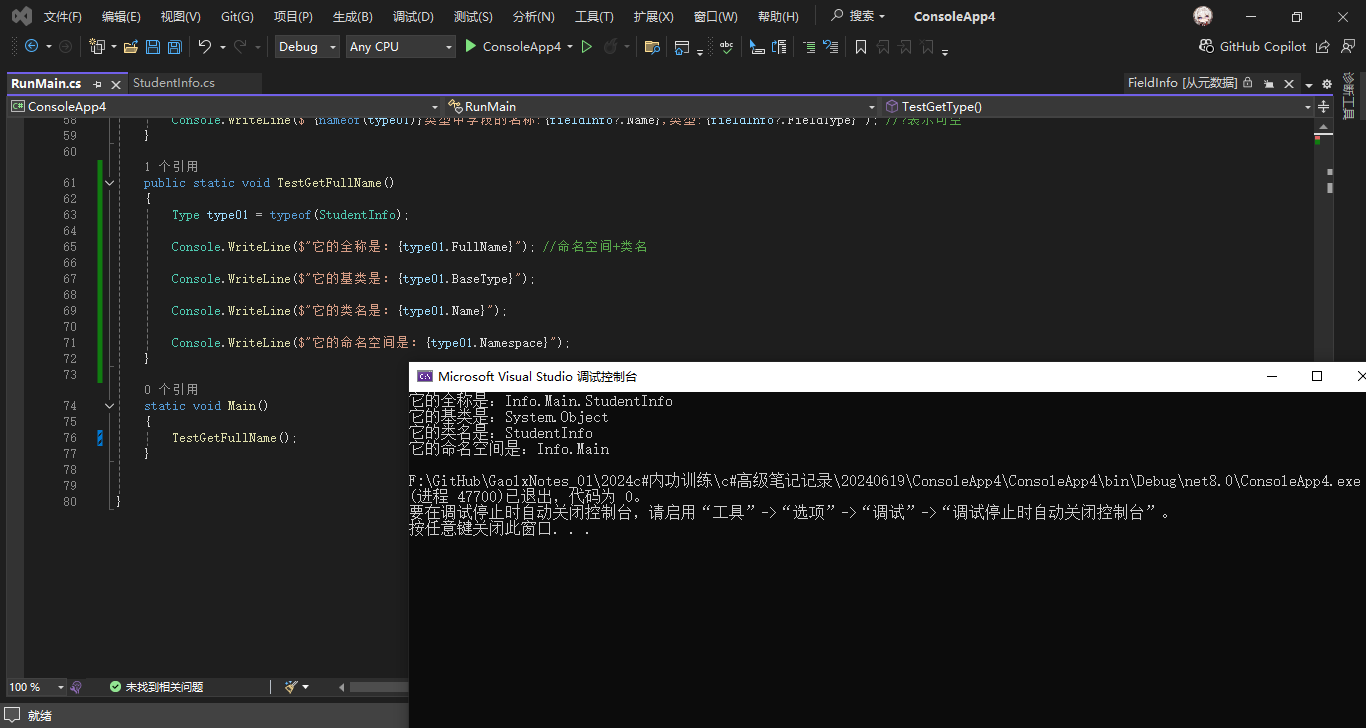 文件(F) 编辑(E) 视图(V) Git(G) 项目(P) 生成(B) 调试(D) 测试(S) 分析(N) 工具(T) 扩展(X) 窗口(W) 帮助(H) 搜索 ConsoleApp4
Debug Any CPU ConsoleApp4 GitHub Copilot
RunMain.cs StudentInfo.cs FieldInfo [从元数据]
诊断工具
ConsoleApp4 RunMain TestGetType()
58 Console.WriteLine($"{nameof(type01)}类型中字段的名称:{fieldInfo?.Name},类型:{fieldInfo?.FieldType}"); //?表示可空
59 }
60
1 个引用
61 public static void TestGetFullName()
62 {
63 Type type01 = typeof(StudentInfo);
64
65 Console.WriteLine($"它的全称是: {type01.FullName}"); //命名空间+类名
66
67 Console.WriteLine($"它的基类是: {type01.BaseType}");
68
69 Console.WriteLine($"它的类名是: {type01.Name}");
70
71 Console.WriteLine($"它的命名空间是: {type01.Namespace}");
72 }
73
0 个引用
74 static void Main()
75 {
76 TestGetFullName();
77 }
78
79
80 }
Microsoft Visual Studio 调试控制台
它的全称是: Info.Main.StudentInfo
它的基类是: System.Object
它的类名是: StudentInfo
它的命名空间是: Info.Main
F:\GitHub\GaolxNotes_01\2024c#内功训练\c#高级笔记记录\20240619\ConsoleApp4\ConsoleApp4\bin\Debug\net8.0\ConsoleApp4.exe
(进程 47700)已退出，代码为 0。
要在调试停止时自动关闭控制台，请启用“工具”->“选项”->“调试”->“调试停止时自动关闭控制台”。
按任意键关闭此窗口. . .
100 % 未找到相关问题
就绪